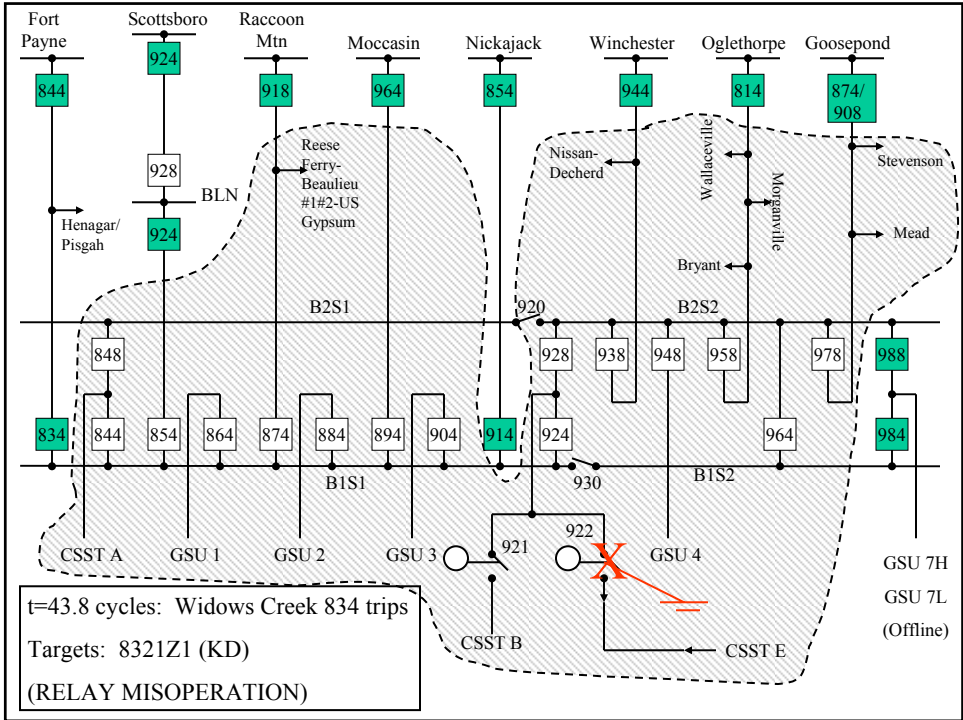 Fort
Payne
Scottsboro
Raccoon
Mtn
Moccasin
Nickajack
Winchester
Oglethorpe
Goosepond
924
844
918
964
854
944
814
874/
908
Reese
Ferry-
Beaulieu
#1#2-US
Gypsum
Nissan-
Decherd
Wallaceville
Morganville
Stevenson
928
BLN
Henagar/
Pisgah
924
Mead
Bryant
B2S1
920
B2S2
848
928
938
948
958
978
988
834
844
854
864
874
884
894
904
914
924
964
984
B1S1
930
B1S2
CSST A
GSU 1
GSU 2
GSU 3
921
922
GSU 4
GSU 7H
GSU 7L
(Offline)
X
CSST B
CSST E
t=43.8 cycles: Widows Creek 834 trips
Targets: 8321Z1 (KD)
(RELAY MISOPERATION)